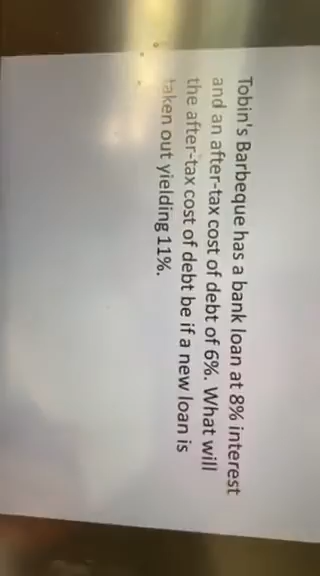 Tobin's Barbeque has a bank loan at 8% interest
and an after-tax cost of debt of 6%. What will
the after-tax cost of debt be if a new loan is
taken out yielding 11%.